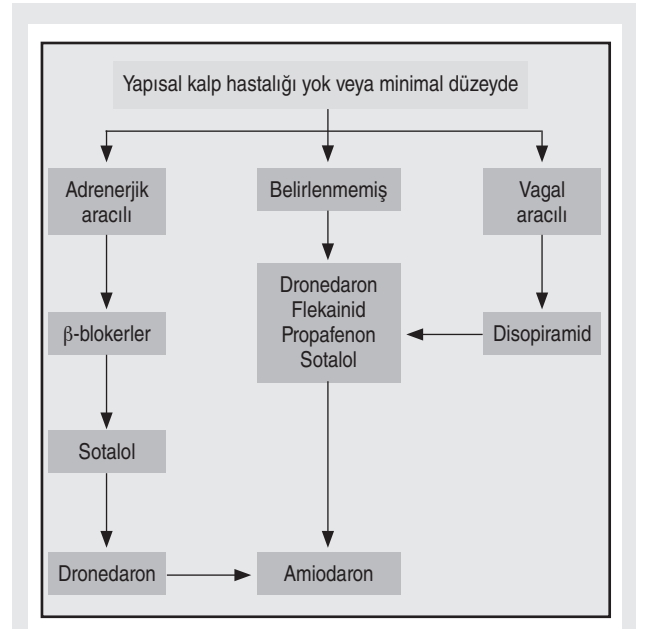 Yapısal kalp hastalığı yok veya minimal düzeyde
Adrenerjik
aracılı
Belirlenmemiş
Vagal
aracılı
β-blokerler
Dronedaron
Flekainid
Propafenon
Sotalol
Disopiramid
Sotalol
Dronedaron
Amiodaron